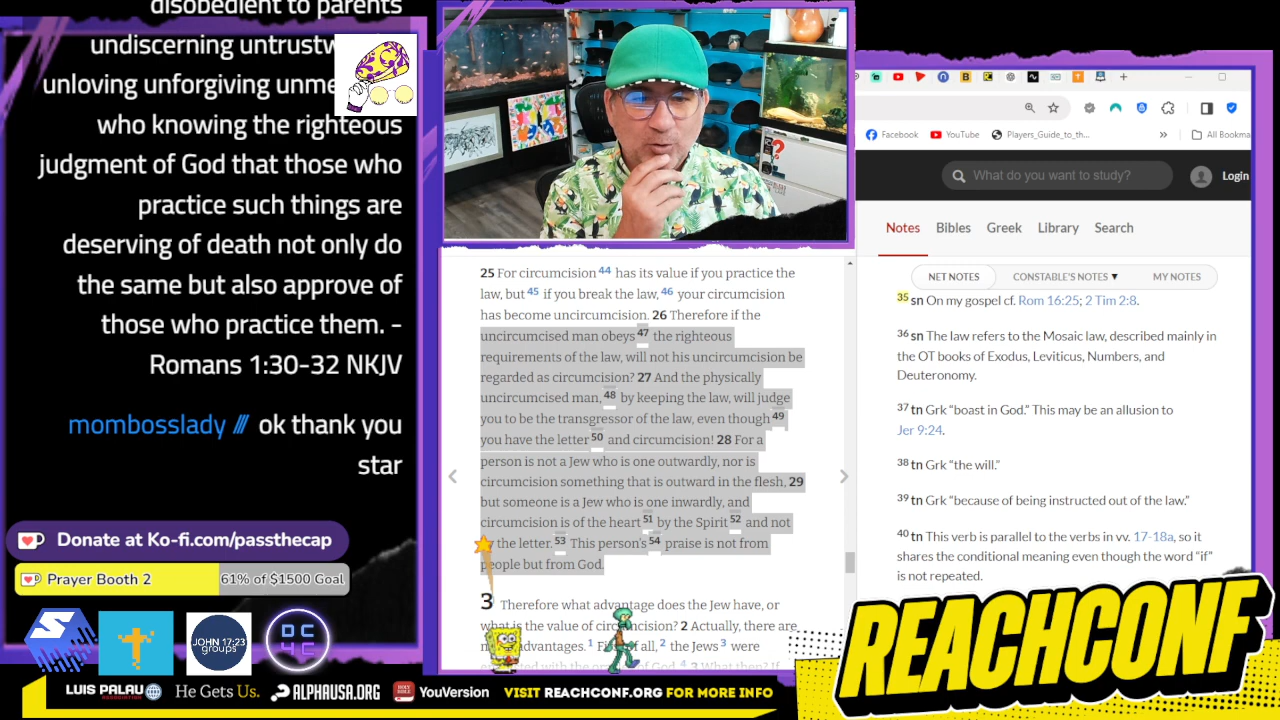 disobedient to parents
undiscerning
unloving unforgiving
who knowing the righteous
judgment of God that those who
practice such things are
deserving of death not only do
the same but also approve of
those who practice them. -
Romans 1:30-32 NKJV
mombosslady /// ok thank you
star
Donate at Ko-fi.com/passthecap
Prayer Booth 2 61% of $1500 Goal
JOHN 17:23
groups
DC
4C
25 For circumcision 44 has its value if you practice the
law, but 45 if you break the law, 46 your circumcision
has become uncircumcision. 26 Therefore if the
uncircumcised man obeys 47 the righteous
requirements of the law, will not his uncircumcision be
regarded as circumcision? 27 And the physically
uncircumcised man, 48 by keeping the law, will judge
you to be the transgressor of the law, even though 49
you have the letter 50 and circumcision! 28 For a
person is not a Jew who is one outwardly, nor is
circumcision something that is outward in the flesh, 29
but someone is a Jew who is one inwardly, and
circumcision is of the heart 51 by the Spirit 52 and not
the letter. 53 This person's 54 praise is not from
people but from God.
3 Therefore what advantage does the Jew have, or
what is the value of circumcision? 2 Actually, there are
advantages. 1 First of all, 2 the Jews 3 were
entrusted with the of God. 4 3 What then? If
Facebook YouTube Players_Guide_to_th... » All Bookma
What do you want to study? Login
Notes Bibles Greek Library Search
NET NOTES CONSTABLE'S NOTES ▼ MY NOTES
35 sn On my gospel cf. Rom 16:25; 2 Tim 2:8.
36 sn The law refers to the Mosaic law, described mainly in
the OT books of Exodus, Leviticus, Numbers, and
Deuteronomy.
37 tn Grk “boast in God.” This may be an allusion to
Jer 9:24.
38 tn Grk “the will.”
39 tn Grk “because of being instructed out of the law.”
40 tn This verb is parallel to the verbs in vv. 17-18a, so it
shares the conditional meaning even though the word “if”
is not repeated.
REACHCONF
LUIS PALAU He Gets Us. ALPHAUSA.ORG HOLY BIBLE YouVersion VISIT REACHCONF.ORG FOR MORE INFO